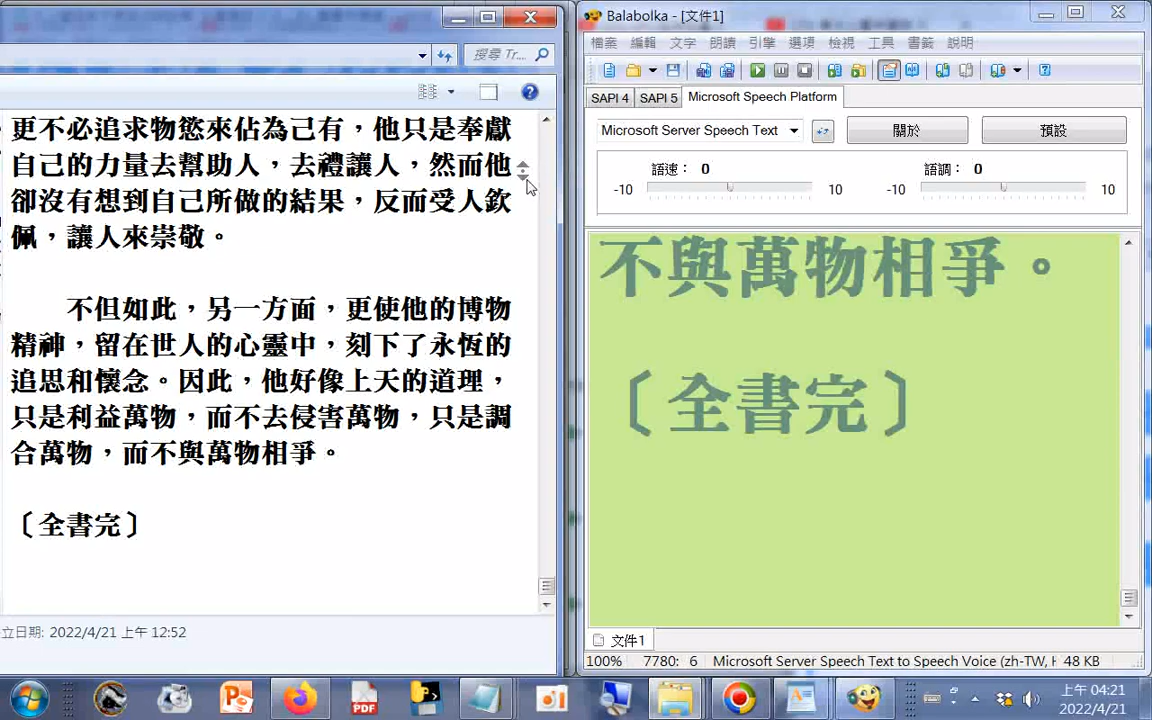 搜尋 Tr...
更不必追求物慾來佔為己有，他只是奉獻
自己的力量去幫助人，去禮讓人，然而他
卻沒有想到自己所做的結果，反而受人欽
佩，讓人來崇敬。
不但如此，另一方面，更使他的博物
精神，留在世人的心靈中，刻下了永恆的
追思和懷念。因此，他好像上天的道理，
只是利益萬物，而不去侵害萬物，只是調
合萬物，而不與萬物相爭。
〔全書完〕
立日期: 2022/4/21 上午 12:52
Balabolka - [文件1]
檔案 編輯 文字 朗讀 引擎 選項 檢視 工具 書籤 說明
SAPI 4 SAPI 5 Microsoft Speech Platform
Microsoft Server Speech Text 關於 預設
語速： 0 語調： 0
-10 10 -10 10
不與萬物相爭。
〔全書完〕
文件1
100% 7780: 6 Microsoft Server Speech Text to Speech Voice (zh-TW, 48 KB
PDF
上午 04:21
2022/4/21